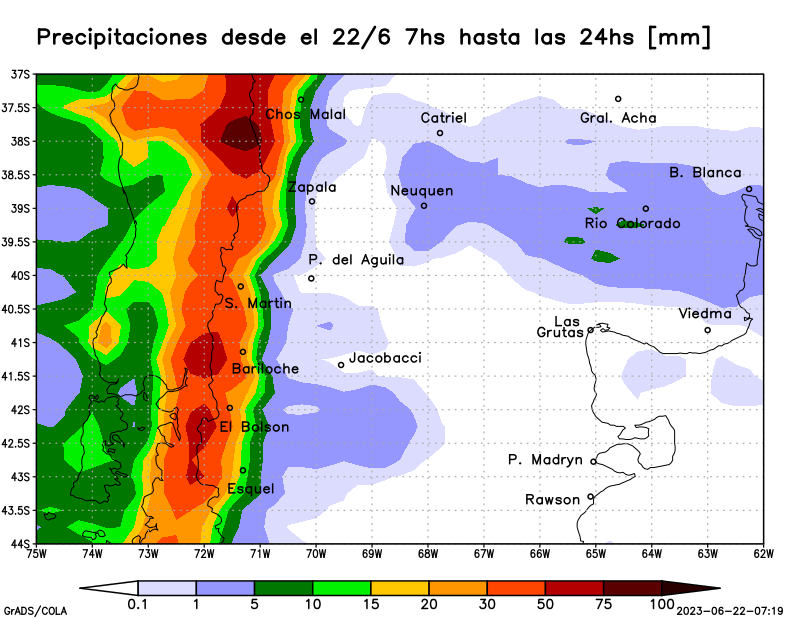 Precipitaciones desde el 22/6 7hs hasta las 24hs [mm]
37S
37.5S
38S
38.5S
39S
39.5S
40S
40.5S
41S
41.5S
42S
42.5S
43S
43.5S
44S
Chos Malal
Catriel
Gral. Acha
B. Blanca
Zapala
Neuquen
Rio Colorado
P. del Aguila
S. Martin
Viedma
Las
Grutas
Bariloche
Jacobacci
El Bolson
P. Madryn
Esquel
Rawson
75W 74W 73W 72W 71W 70W 69W 68W 67W 66W 65W 64W 63W 62W
0.1 1 5 10 15 20 30 50 75 100
GrADS/COLA
2023-06-22-07:19